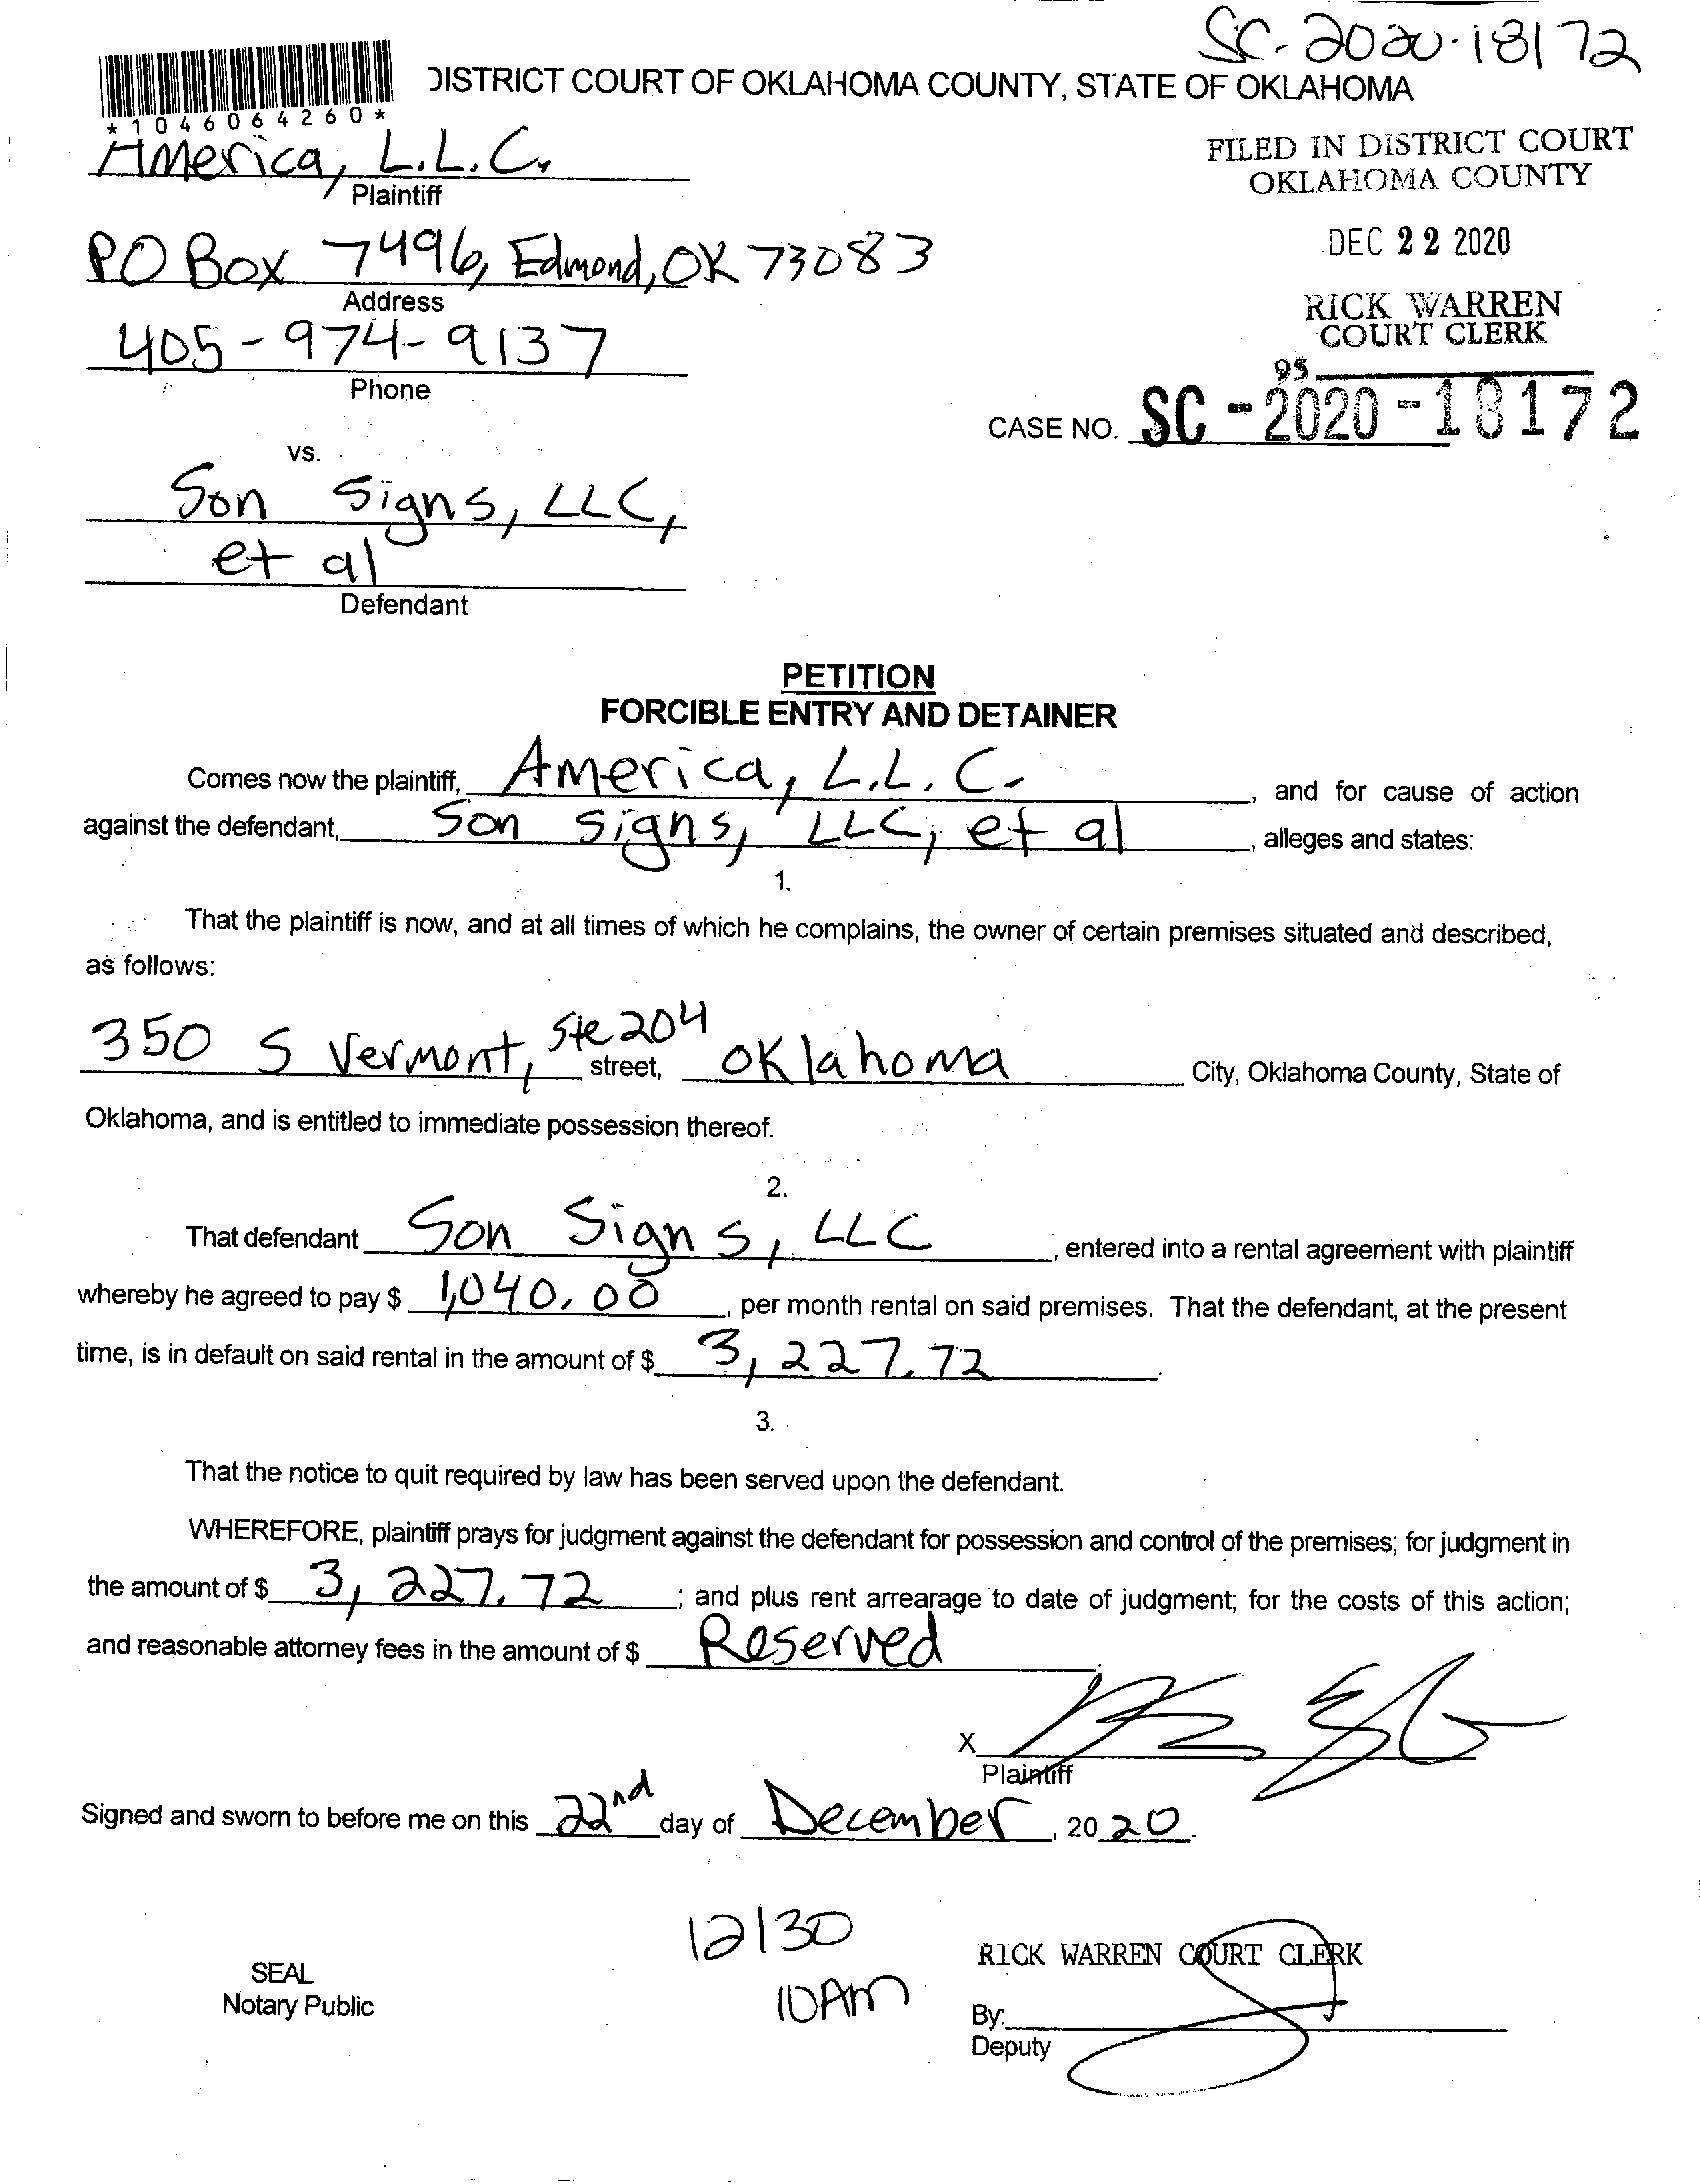 SC-2020-18172
DISTRICT COURT OF OKLAHOMA COUNTY, STATE OF OKLAHOMA
*1046064260*
America, L.L.C.
Plaintiff
FILED IN DISTRICT COURT
OKLAHOMA COUNTY
PO Box 7496, Edmond, OK 73083
Address
DEC 22 2020
405-974-9137
Phone
RICK WARREN
COURT CLERK
95
CASE NO. SC-2020-18172
vs.
Son Signs, LLC,
et al
Defendant
PETITION
FORCIBLE ENTRY AND DETAINER
Comes now the plaintiff, America, L.L.C. , and for cause of action
against the defendant, Son Signs, LLC, et al , alleges and states:
1.
That the plaintiff is now, and at all times of which he complains, the owner of certain premises situated and described,
as follows:
350 S Vermont, Ste 204 street, Oklahoma City, Oklahoma County, State of
Oklahoma, and is entitled to immediate possession thereof.
2.
That defendant Son Signs, LLC , entered into a rental agreement with plaintiff
whereby he agreed to pay $ 1,040.00 , per month rental on said premises. That the defendant, at the present
time, is in default on said rental in the amount of $ 3,227.72 .
3.
That the notice to quit required by law has been served upon the defendant.
WHEREFORE, plaintiff prays for judgment against the defendant for possession and control of the premises; for judgment in
the amount of $ 3,227.72 ; and plus rent arrearage to date of judgment; for the costs of this action;
and reasonable attorney fees in the amount of $ Reserved
X
Plaintiff
Signed and sworn to before me on this 22nd day of December , 20 20 .
12/30
10AM
SEAL
Notary Public
RICK WARREN COURT CLERK
By:
Deputy